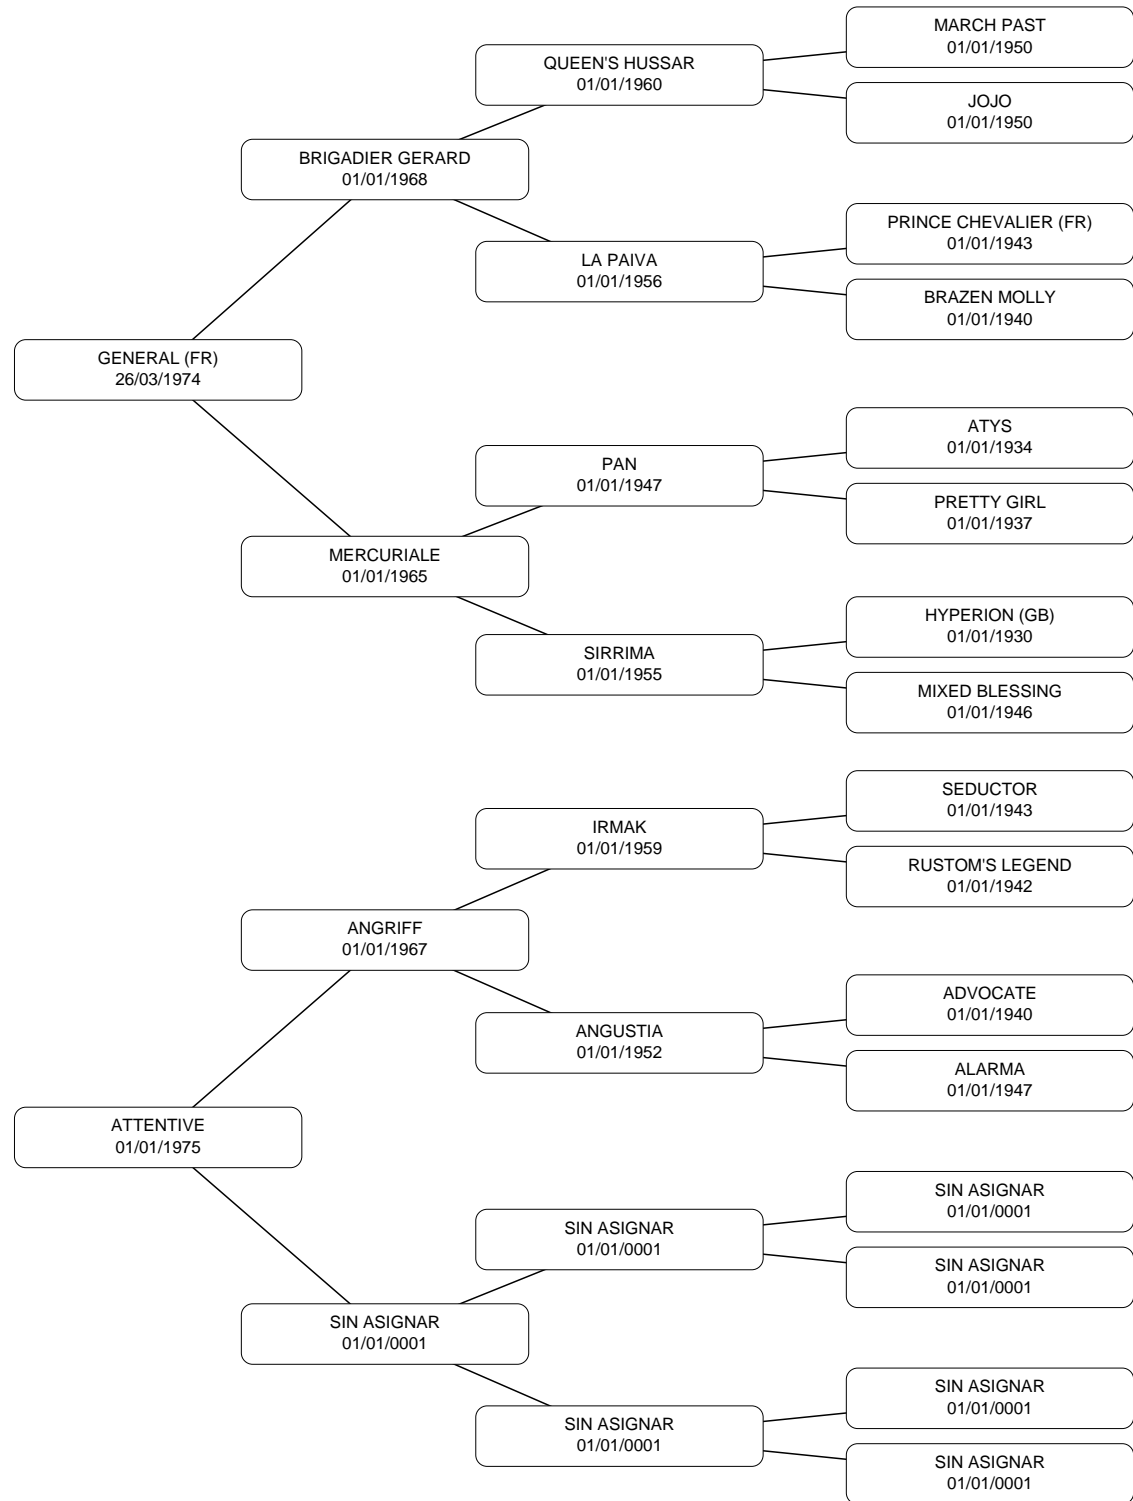 MARCH PAST
01/01/1950
QUEEN'S HUSSAR
01/01/1960
JOJO
01/01/1950
BRIGADIER GERARD
01/01/1968
PRINCE CHEVALIER (FR)
01/01/1943
LA PAIVA
01/01/1956
BRAZEN MOLLY
01/01/1940
GENERAL (FR)
26/03/1974
ATYS
01/01/1934
PAN
01/01/1947
PRETTY GIRL
01/01/1937
MERCURIALE
01/01/1965
HYPERION (GB)
01/01/1930
SIRRIMA
01/01/1955
MIXED BLESSING
01/01/1946
SEDUCTOR
01/01/1943
IRMAK
01/01/1959
RUSTOM'S LEGEND
01/01/1942
ANGRIFF
01/01/1967
ADVOCATE
01/01/1940
ANGUSTIA
01/01/1952
ALARMA
01/01/1947
ATTENTIVE
01/01/1975
SIN ASIGNAR
01/01/0001
SIN ASIGNAR
01/01/0001
SIN ASIGNAR
01/01/0001
SIN ASIGNAR
01/01/0001
SIN ASIGNAR
01/01/0001
SIN ASIGNAR
01/01/0001
SIN ASIGNAR
01/01/0001